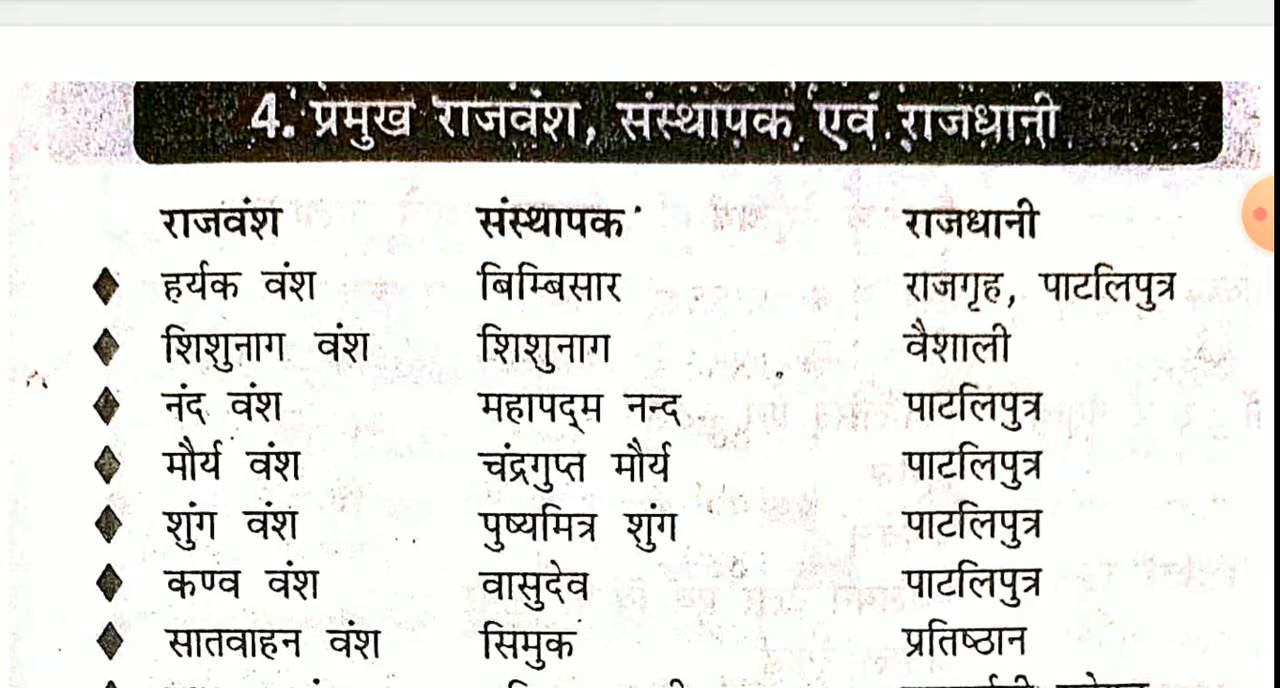 4. प्रमुख राजवंश, संस्थापक एवं राजधानी
राजवंश संस्थापक राजधानी
हर्यक वंश बिम्बिसार राजगृह, पाटलिपुत्र
शिशुनाग वंश शिशुनाग वैशाली
नंद वंश महापद्म नन्द पाटलिपुत्र
मौर्य वंश चंद्रगुप्त मौर्य पाटलिपुत्र
शुंग वंश पुष्यमित्र शुंग पाटलिपुत्र
कण्व वंश वासुदेव पाटलिपुत्र
सातवाहन वंश सिमुक प्रतिष्ठान